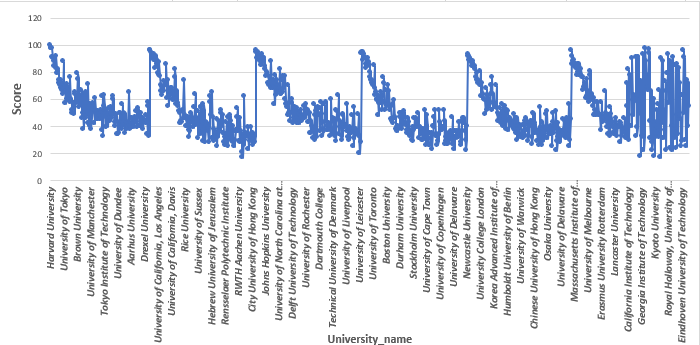 120
100
80
60
40
20
0
Score
Harvard University
University of Tokyo
Brown University
University of Manchester
Tokyo Institute of Technology
University of Dundee
Aarhus University
Drexel University
University of California, Los Angeles
University of California, Davis
Rice University
University of Sussex
Hebrew University of Jerusalem
Rensselaer Polytechnic Institute
RWTH Aachen University
City University of Hong Kong
Johns Hopkins University
University of North Carolina at...
Delft University of Technology
University of Rochester
Dartmouth College
Technical University of Denmark
University of Liverpool
University of Leicester
University of Toronto
Boston University
Durham University
Stockholm University
University of Cape Town
University of Copenhagen
University of Delaware
Newcastle University
University College London
Korea Advanced Institute of...
Humboldt University of Berlin
University of Warwick
Chinese University of Hong Kong
Osaka University
University of Delaware
Massachusetts Institute of...
University of Melbourne
Erasmus University Rotterdam
Lancaster University
California Institute of Technology
Georgia Institute of Technology
Kyoto University
Royal Holloway, University of...
Eindhoven University of Technology
University_name